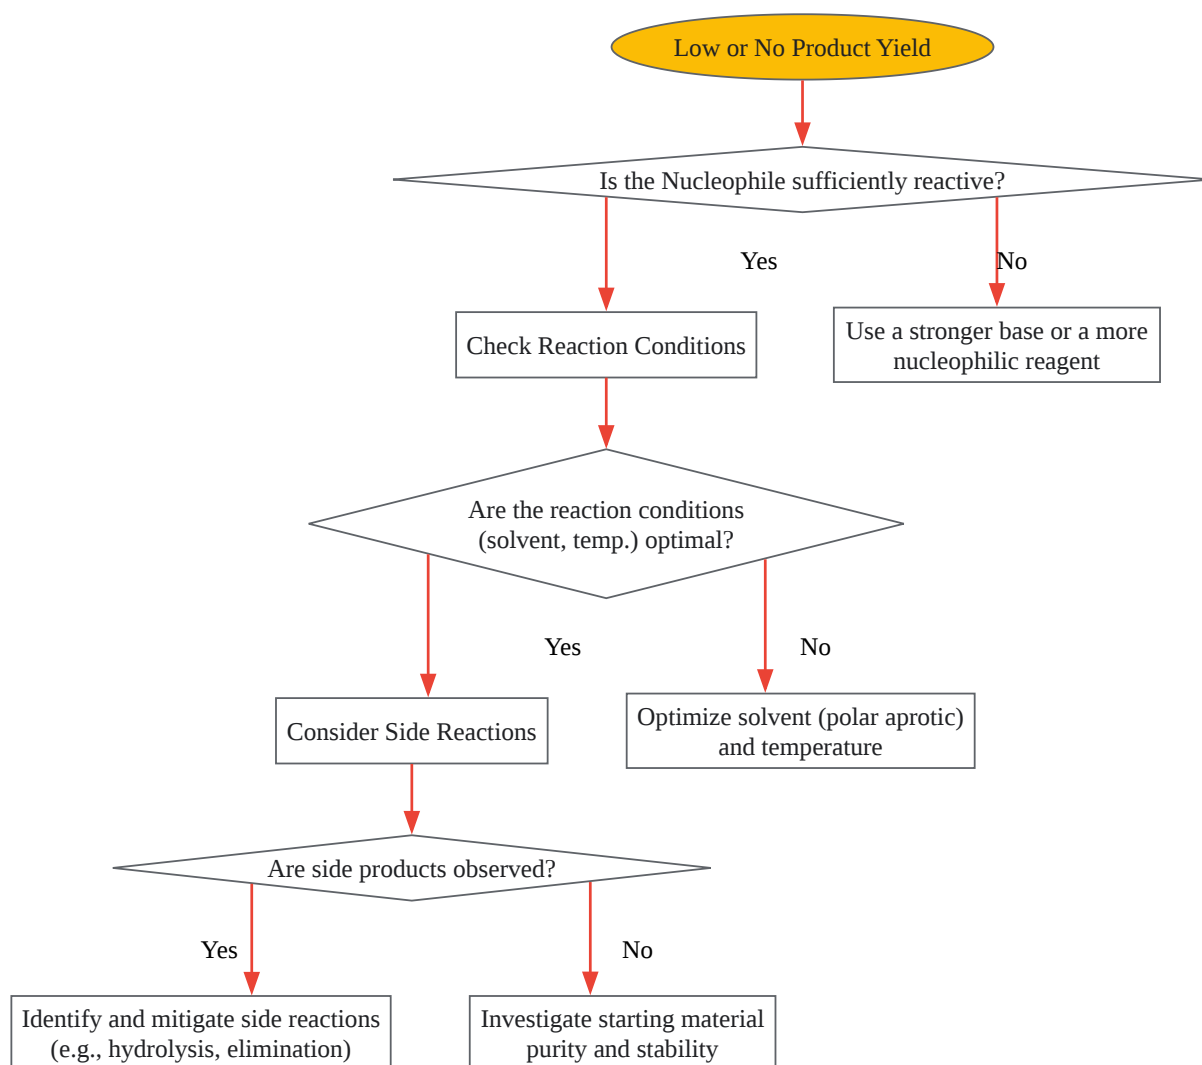 Low or No Product Yield
Is the Nucleophile sufficiently reactive?
Yes
No
Check Reaction Conditions
Use a stronger base or a more
nucleophilic reagent
Are the reaction conditions
(solvent, temp.) optimal?
Yes
No
Consider Side Reactions
Optimize solvent (polar aprotic)
and temperature
Are side products observed?
Yes
No
Identify and mitigate side reactions
(e.g., hydrolysis, elimination)
Investigate starting material
purity and stability